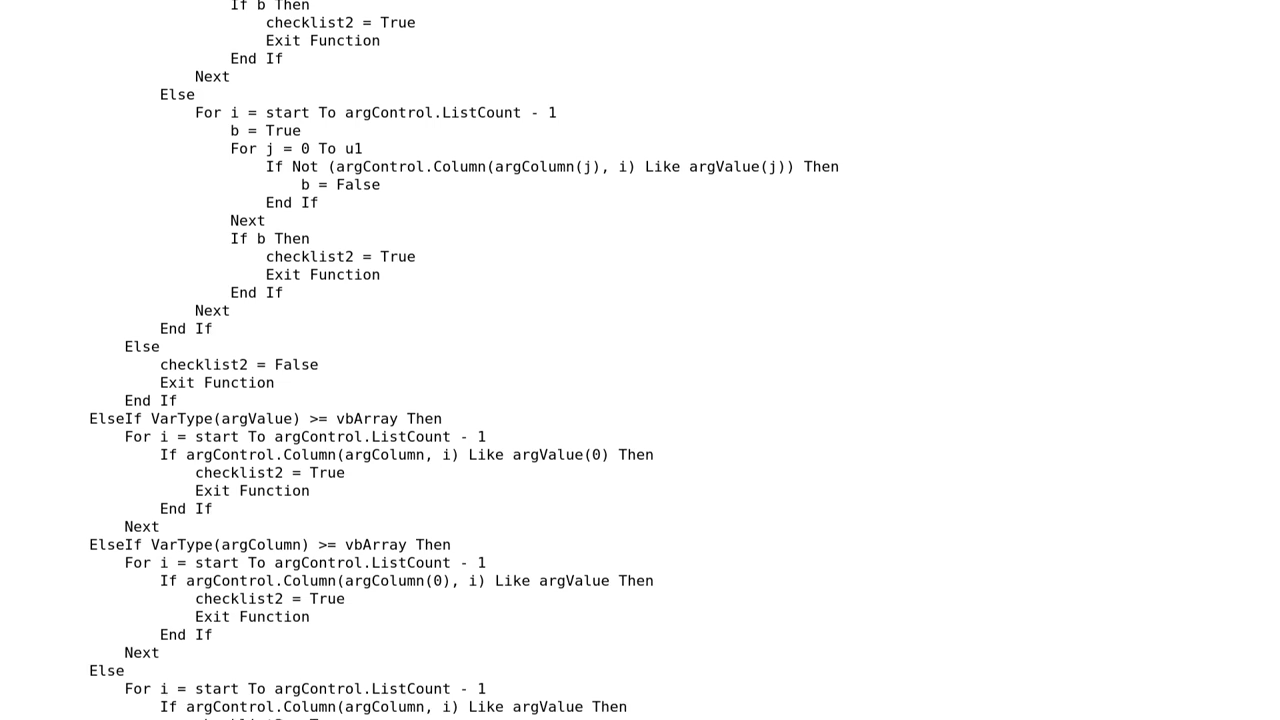 If b Then
checklist2 = True
Exit Function
End If
Next
Else
For i = start To argControl.ListCount - 1
b = True
For j = 0 To u1
If Not (argControl.Column(argColumn(j), i) Like argValue(j)) Then
b = False
End If
Next
If b Then
checklist2 = True
Exit Function
End If
Next
End If
Else
checklist2 = False
Exit Function
End If
ElseIf VarType(argValue) >= vbArray Then
For i = start To argControl.ListCount - 1
If argControl.Column(argColumn, i) Like argValue(0) Then
checklist2 = True
Exit Function
End If
Next
ElseIf VarType(argColumn) >= vbArray Then
For i = start To argControl.ListCount - 1
If argControl.Column(argColumn(0), i) Like argValue Then
checklist2 = True
Exit Function
End If
Next
Else
For i = start To argControl.ListCount - 1
If argControl.Column(argColumn, i) Like argValue Then